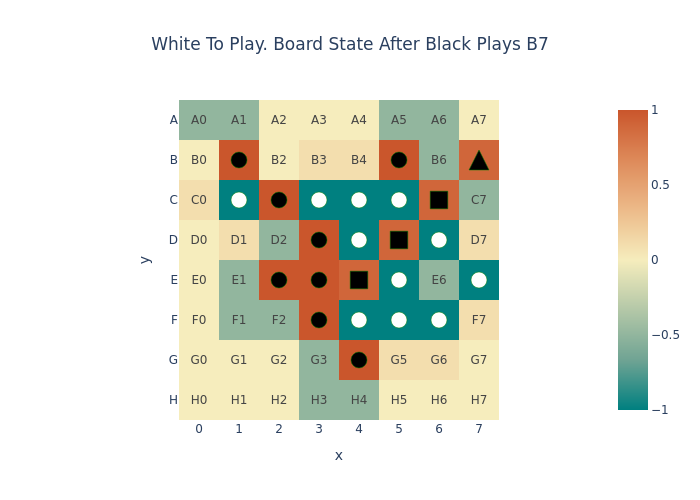 White To Play. Board State After Black Plays B7
A A0 A1 A2 A3 A4 A5 A6 A7
B B0 B2 B3 B4 B6
C C0 C7
D D0 D1 D2 D7
E E0 E1 E6
F F0 F1 F2 F7
G G0 G1 G2 G3 G5 G6 G7
H H0 H1 H2 H3 H4 H5 H6 H7
0 1 2 3 4 5 6 7
x
y
1
0.5
0
−0.5
−1